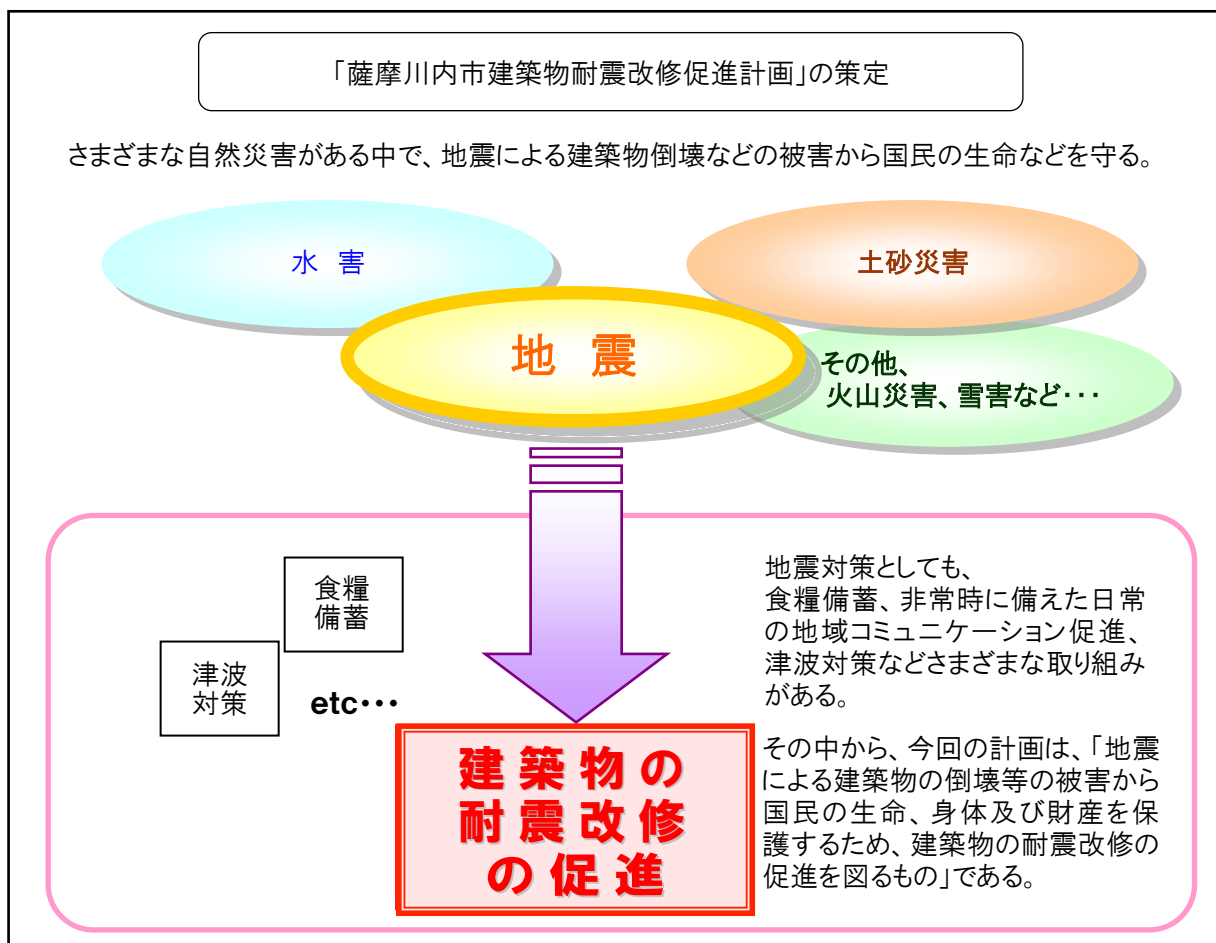 「薩摩川内市建築物耐震改修促進計画」の策定
さまざまな自然災害がある中で、地震による建築物倒壊などの被害から国民の生命などを守る。
水 害
土砂災害
地 震
その他、
火山災害、雪害など・・・
食糧
備蓄
津波
対策
etc・・・
建築物の
耐震改修
の促進
地震対策としても、
食糧備蓄、非常時に備えた日常
の地域コミュニケーション促進、
津波対策などさまざまな取り組み
がある。
その中から、今回の計画は、「地震
による建築物の倒壊等の被害から
国民の生命、身体及び財産を保
護するため、建築物の耐震改修の
促進を図るもの」である。